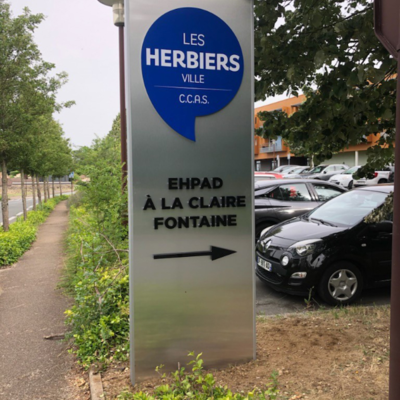 LES
HERBIERS
VILLE
C.C.A.S.
EHPAD
À LA CLAIRE
FONTAINE